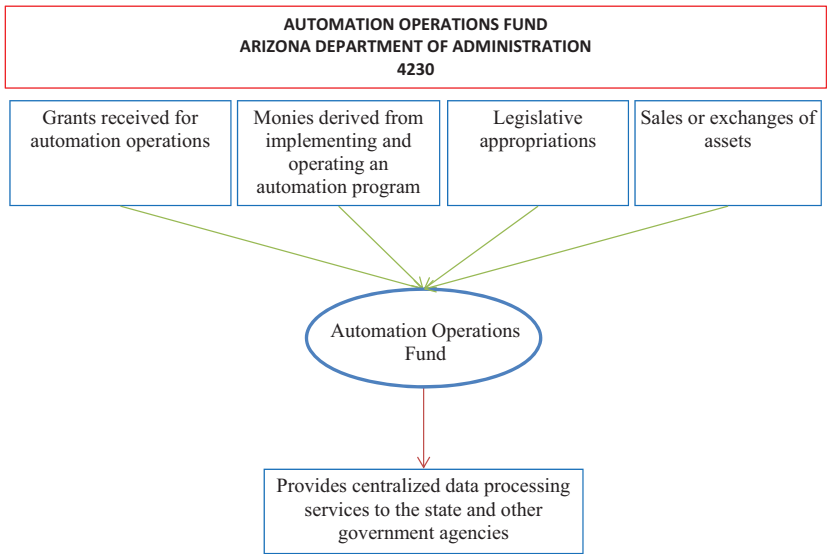 AUTOMATION OPERATIONS FUND
ARIZONA DEPARTMENT OF ADMINISTRATION
4230
Grants received for
automation operations
Monies derived from
implementing and
operating an
automation program
Legislative
appropriations
Sales or exchanges of
assets
Automation Operations
Fund
Provides centralized data processing
services to the state and other
government agencies